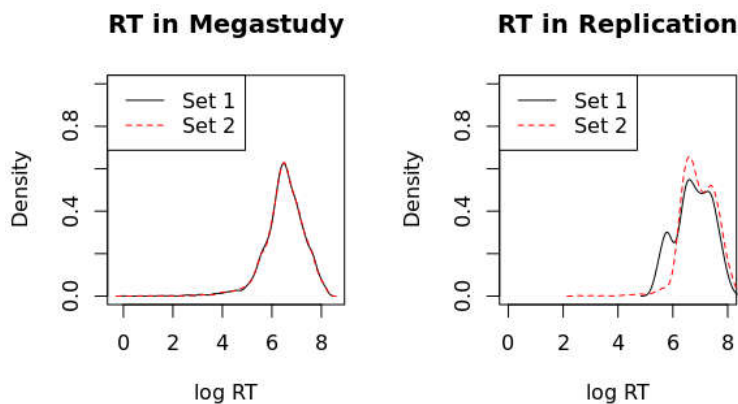 RT in Megastudy
Set 1
Set 2
Density
0.0
0.4
0.8
0 2 4 6 8
log RT
RT in Replication
Set 1
Set 2
Density
0.0
0.4
0.8
0 2 4 6 8
log RT